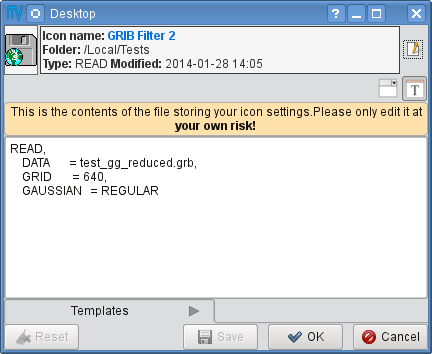 Desktop
Icon name: GRIB Filter 2
Folder: /Local/Tests
Type: READ Modified: 2014-01-28 14:05
T
This is the contents of the file storing your icon settings.Please only edit it at
your own risk!
READ,
DATA = test_gg_reduced.grb,
GRID = 640,
GAUSSIAN = REGULAR
Templates
Reset
Save
OK
Cancel